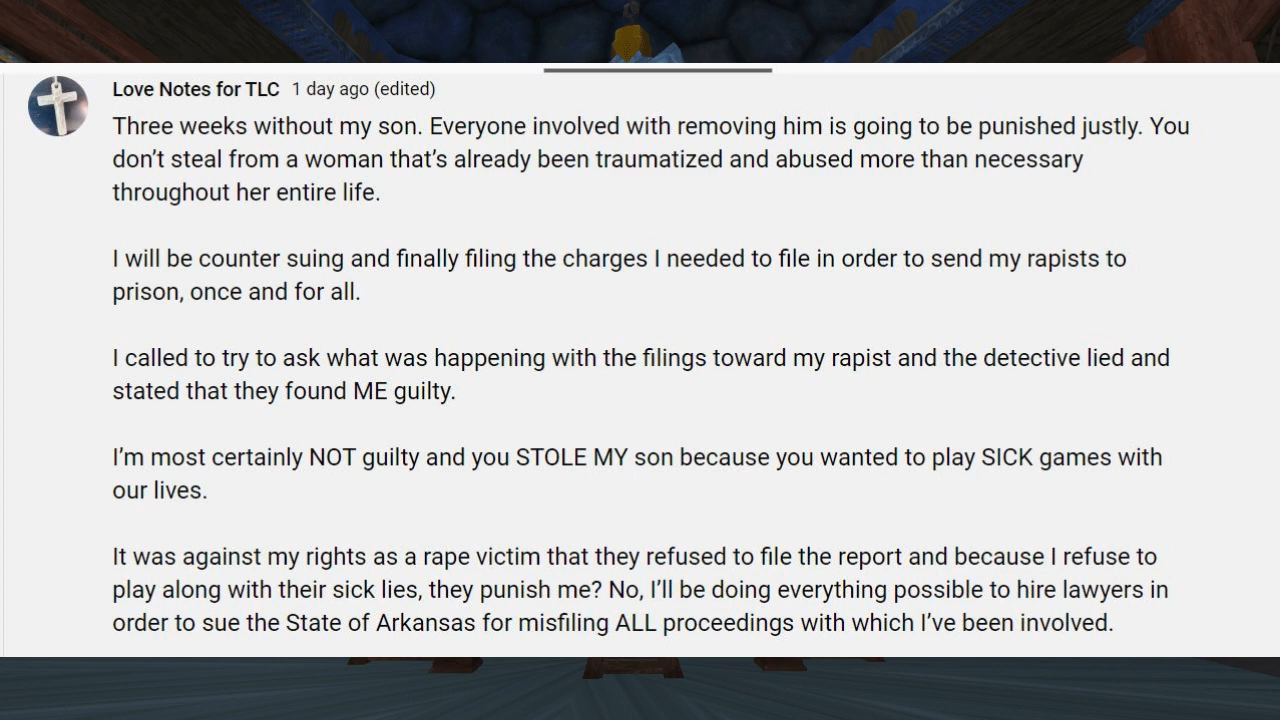 Love Notes for TLC 1 day ago (edited)
Three weeks without my son. Everyone involved with removing him is going to be punished justly. You
don’t steal from a woman that’s already been traumatized and abused more than necessary
throughout her entire life.
I will be counter suing and finally filing the charges I needed to file in order to send my rapists to
prison, once and for all.
I called to try to ask what was happening with the filings toward my rapist and the detective lied and
stated that they found ME guilty.
I’m most certainly NOT guilty and you STOLE MY son because you wanted to play SICK games with
our lives.
It was against my rights as a rape victim that they refused to file the report and because I refuse to
play along with their sick lies, they punish me? No, I’ll be doing everything possible to hire lawyers in
order to sue the State of Arkansas for misfiling ALL proceedings with which I’ve been involved.